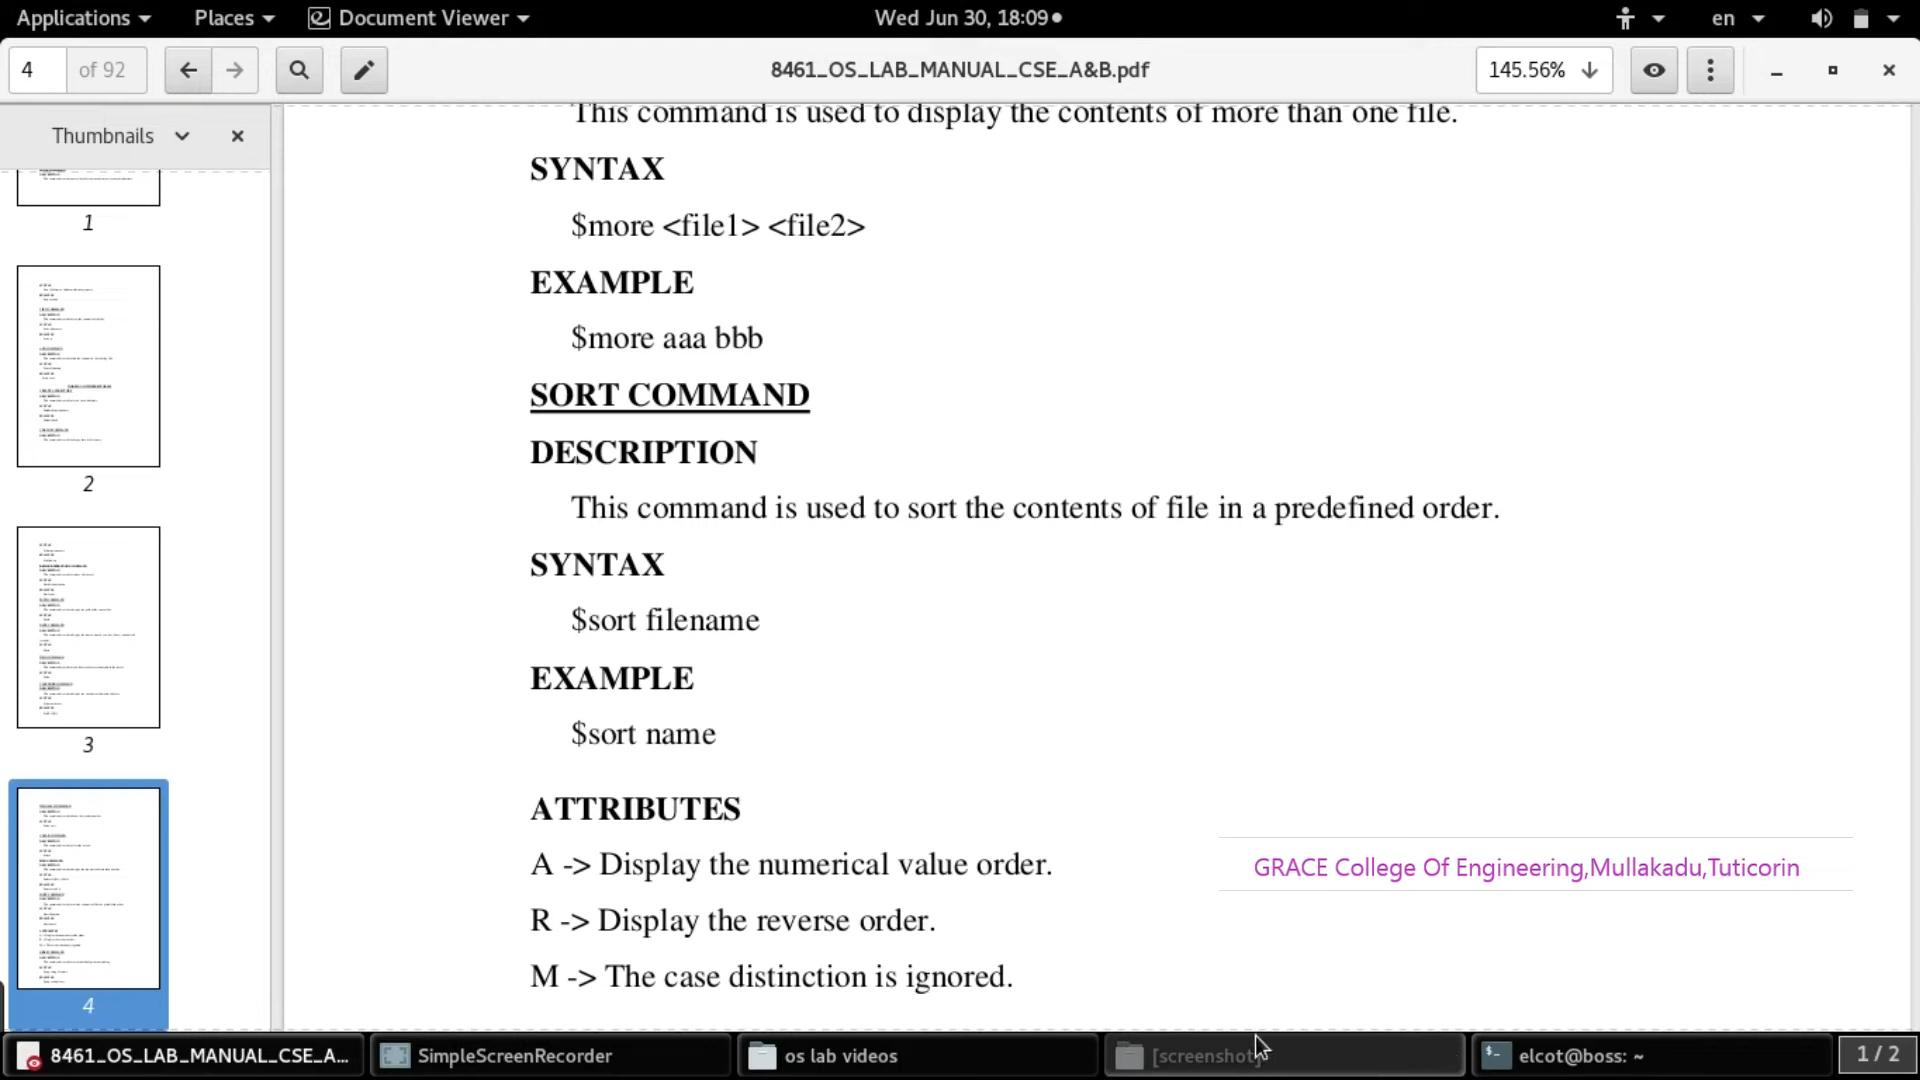 Applications Places Document Viewer Wed Jun 30, 18:09 en
4 of 92 8461_OS_LAB_MANUAL_CSE_A&B.pdf 145.56%
Thumbnails
1
2
3
4
This command is used to display the contents of more than one file.
SYNTAX
$more <file1> <file2>
EXAMPLE
$more aaa bbb
SORT COMMAND
DESCRIPTION
This command is used to sort the contents of file in a predefined order.
SYNTAX
$sort filename
EXAMPLE
$sort name
ATTRIBUTES
A -> Display the numerical value order.
R -> Display the reverse order.
M -> The case distinction is ignored.
GRACE College Of Engineering,Mullakadu,Tuticorin
8461_OS_LAB_MANUAL_CSE_A... SimpleScreenRecorder os lab videos [screenshot] elcot@boss: ~ 1 / 2